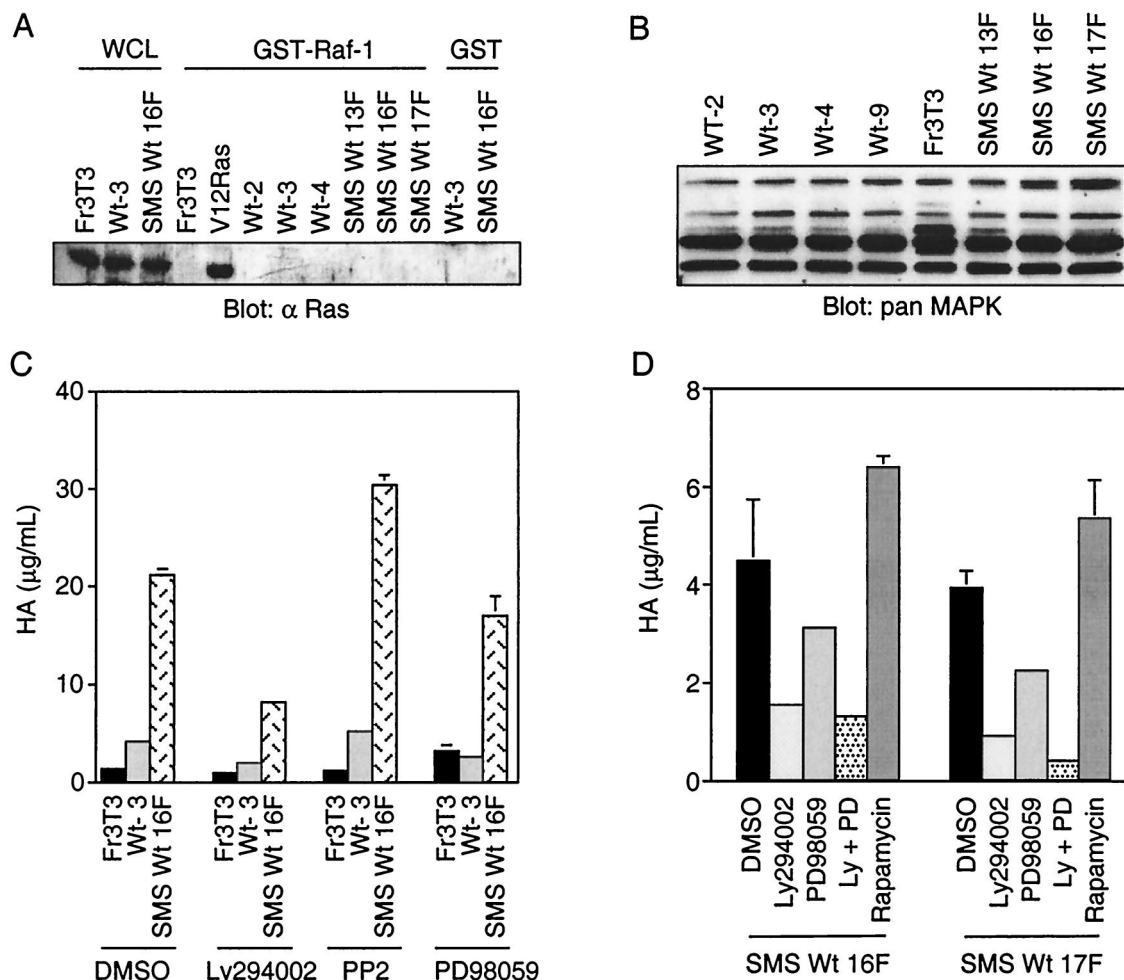 A
WCL GST-Raf-1 GST
Fr3T3
Wt-3
SMS Wt 16F
Fr3T3
V12Ras
Wt-2
Wt-3
Wt-4
SMS Wt 13F
SMS Wt 16F
SMS Wt 17F
Wt-3
SMS Wt 16F
Blot: α Ras
B
WT-2
Wt-3
Wt-4
Wt-9
Fr3T3
SMS Wt 13F
SMS Wt 16F
SMS Wt 17F
Blot: pan MAPK
C
40
30
20
10
0
HA (μg/mL)
Fr3T3
Wt- 3
SMS Wt 16F
Fr3T3
Wt- 3
SMS Wt 16F
Fr3T3
Wt- 3
SMS Wt 16F
Fr3T3
Wt- 3
SMS Wt 16F
DMSO Ly294002 PP2 PD98059
D
8
6
4
2
0
HA (μg/mL)
DMSO
Ly294002
PD98059
Ly + PD
Rapamycin
DMSO
Ly294002
PD98059
Ly + PD
Rapamycin
SMS Wt 16F SMS Wt 17F